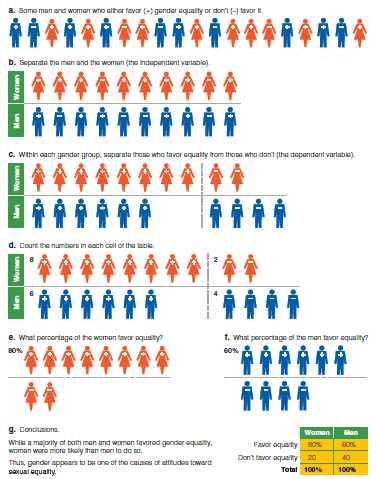 a. Some men and women who either favor (+) gender equality or don't (–) favor it.
b. Separate the men and the women (the independent variable).
Women
Men
c. Within each gender group, separate those who favor equality from those who don't (the dependent variable).
Women
Men
d. Count the numbers in each cell of the table.
Women
8
2
Men
6
4
e. What percentage of the women favor equality?
80%
f. What percentage of the men favor equality?
60%
g. Conclusions.
While a majority of both men and women favored gender equality,
women were more likely than men to do so.
Thus, gender appears to be one of the causes of attitudes toward
sexual equality.
Women Men
Favor equality 80% 60%
Don't favor equality 20 40
Total 100% 100%